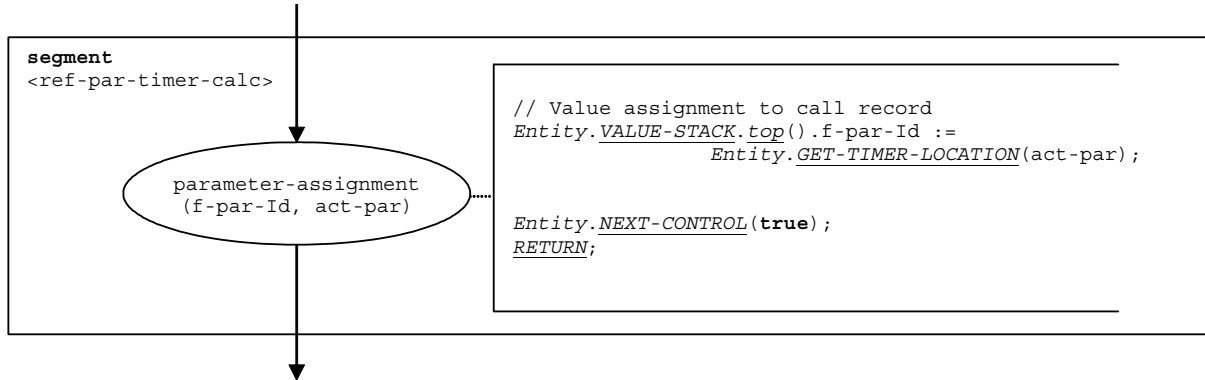 segment
<ref-par-timer-calc>
parameter-assignment
(f-par-Id, act-par)
// Value assignment to call record
Entity.VALUE-STACK.top().f-par-Id :=
Entity.GET-TIMER-LOCATION(act-par);
Entity.NEXT-CONTROL(true);
RETURN;